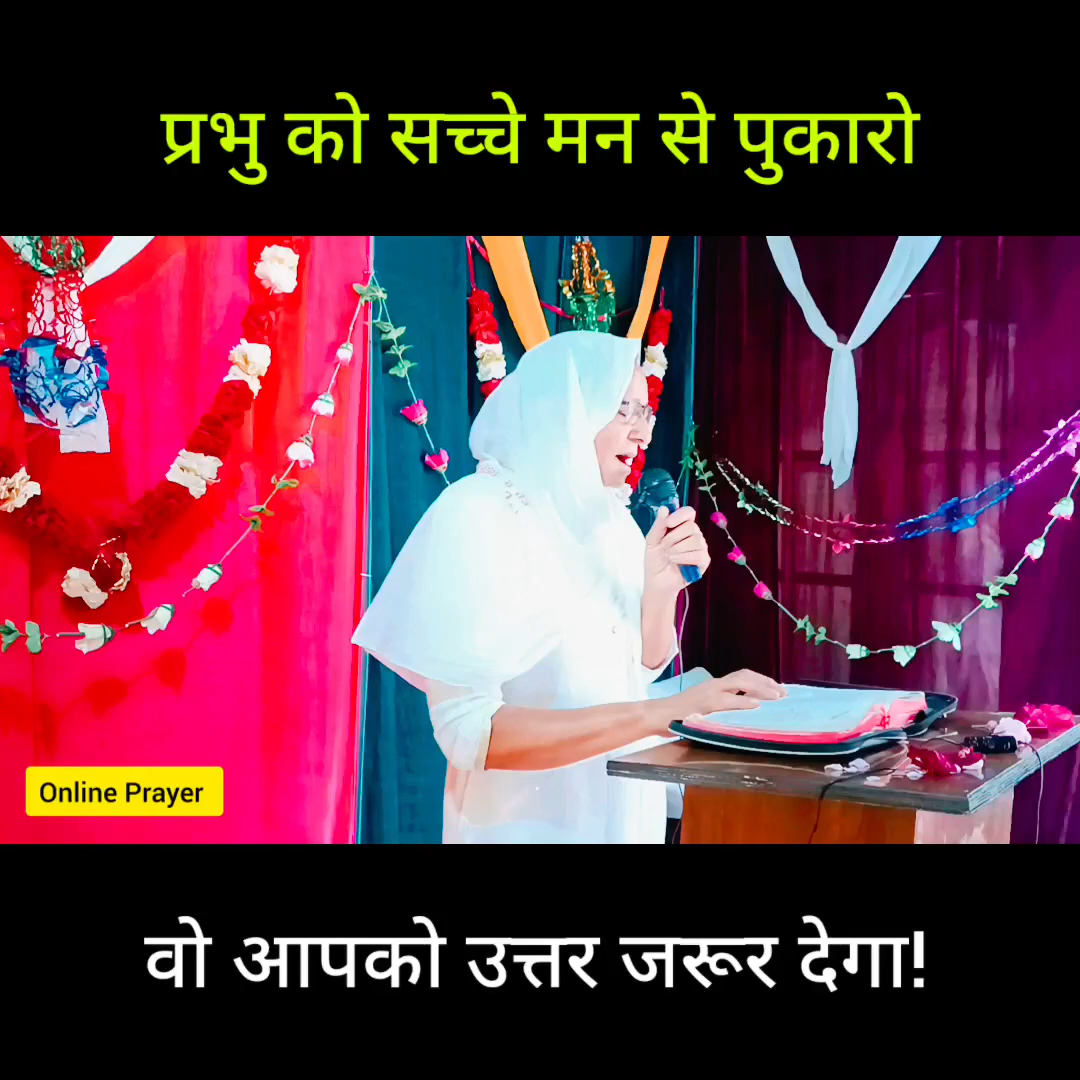 प्रभु को सच्चे मन से पुकारो
Online Prayer
वो आपको उत्तर जरूर देगा!